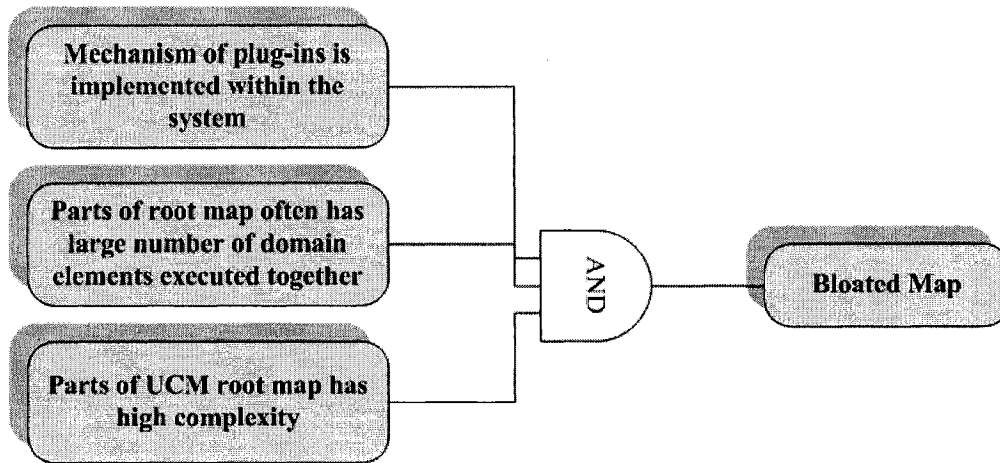 Mechanism of plug-ins is
implemented within the
system
Parts of root map often has
large number of domain
elements executed together
AND
Bloated Map
Parts of UCM root map has
high complexity